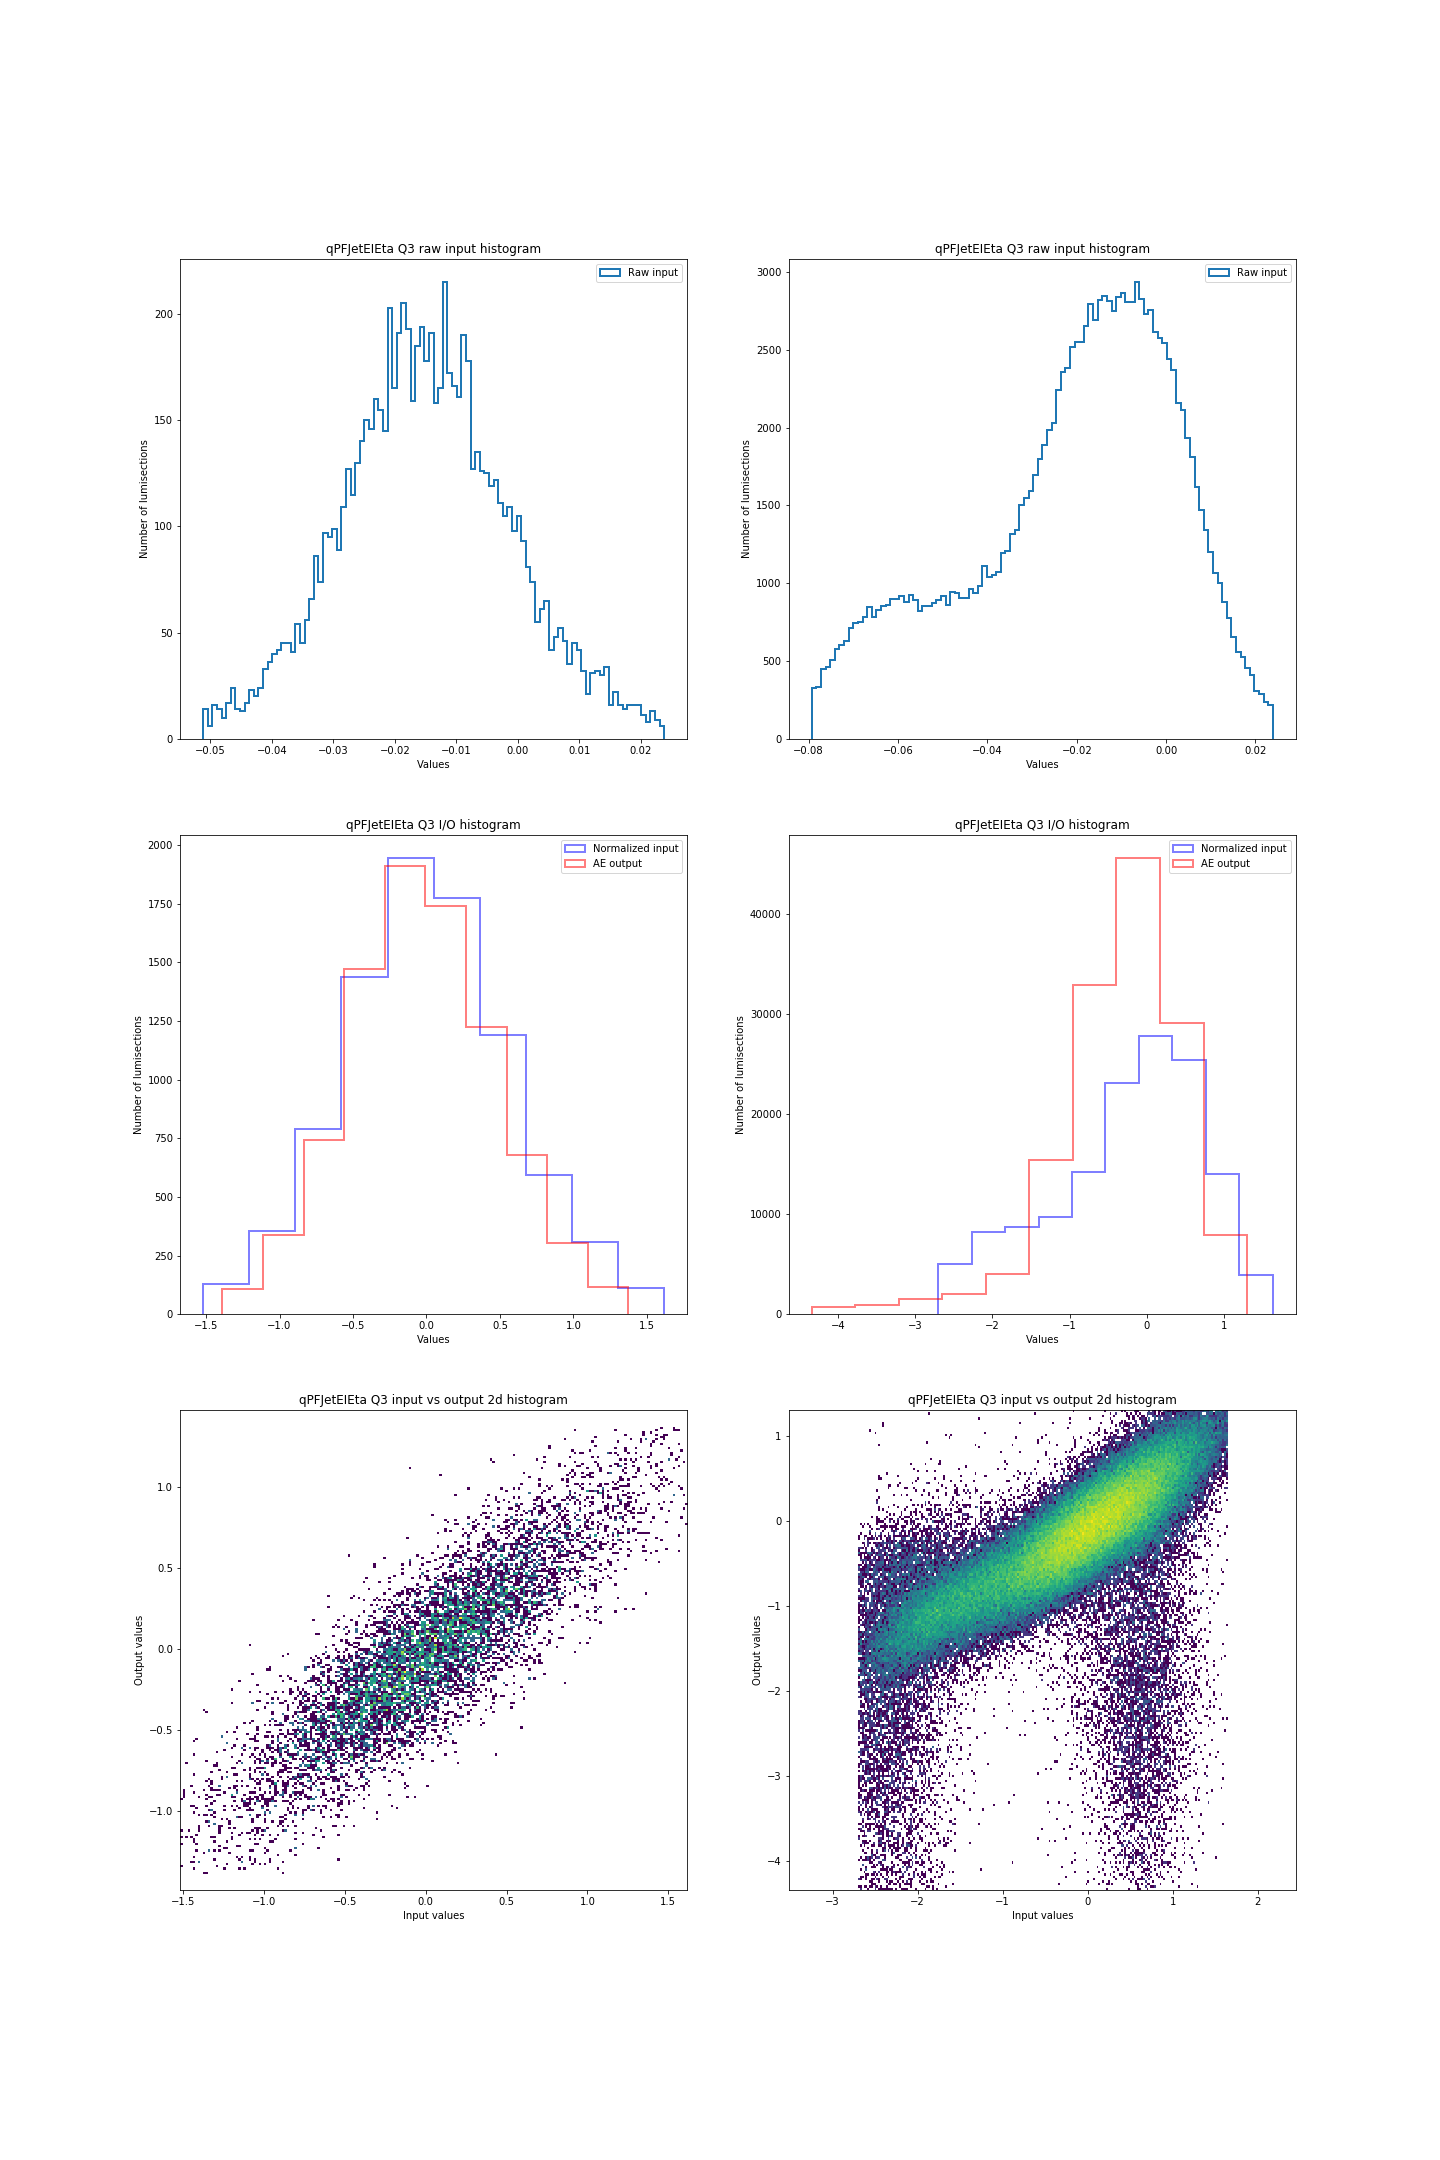 qPFJetEIEta Q3 raw input histogram
Raw input
200
150
100
50
0
Number of lumisections
−0.05 −0.04 −0.03 −0.02 −0.01 0.00 0.01 0.02
Values
qPFJetEIEta Q3 raw input histogram
Raw input
3000
2500
2000
1500
1000
500
0
Number of lumisections
−0.08 −0.06 −0.04 −0.02 0.00 0.02
Values
qPFJetEIEta Q3 I/O histogram
Normalized input
AE output
2000
1750
1500
1250
1000
750
500
250
0
Number of lumisections
−1.5 −1.0 −0.5 0.0 0.5 1.0 1.5
Values
qPFJetEIEta Q3 I/O histogram
Normalized input
AE output
40000
30000
20000
10000
0
Number of lumisections
−4 −3 −2 −1 0 1
Values
qPFJetEIEta Q3 input vs output 2d histogram
1.0
0.5
0.0
−0.5
−1.0
Output values
−1.5 −1.0 −0.5 0.0 0.5 1.0 1.5
Input values
qPFJetEIEta Q3 input vs output 2d histogram
1
0
−1
−2
−3
−4
Output values
−3 −2 −1 0 1 2
Input values